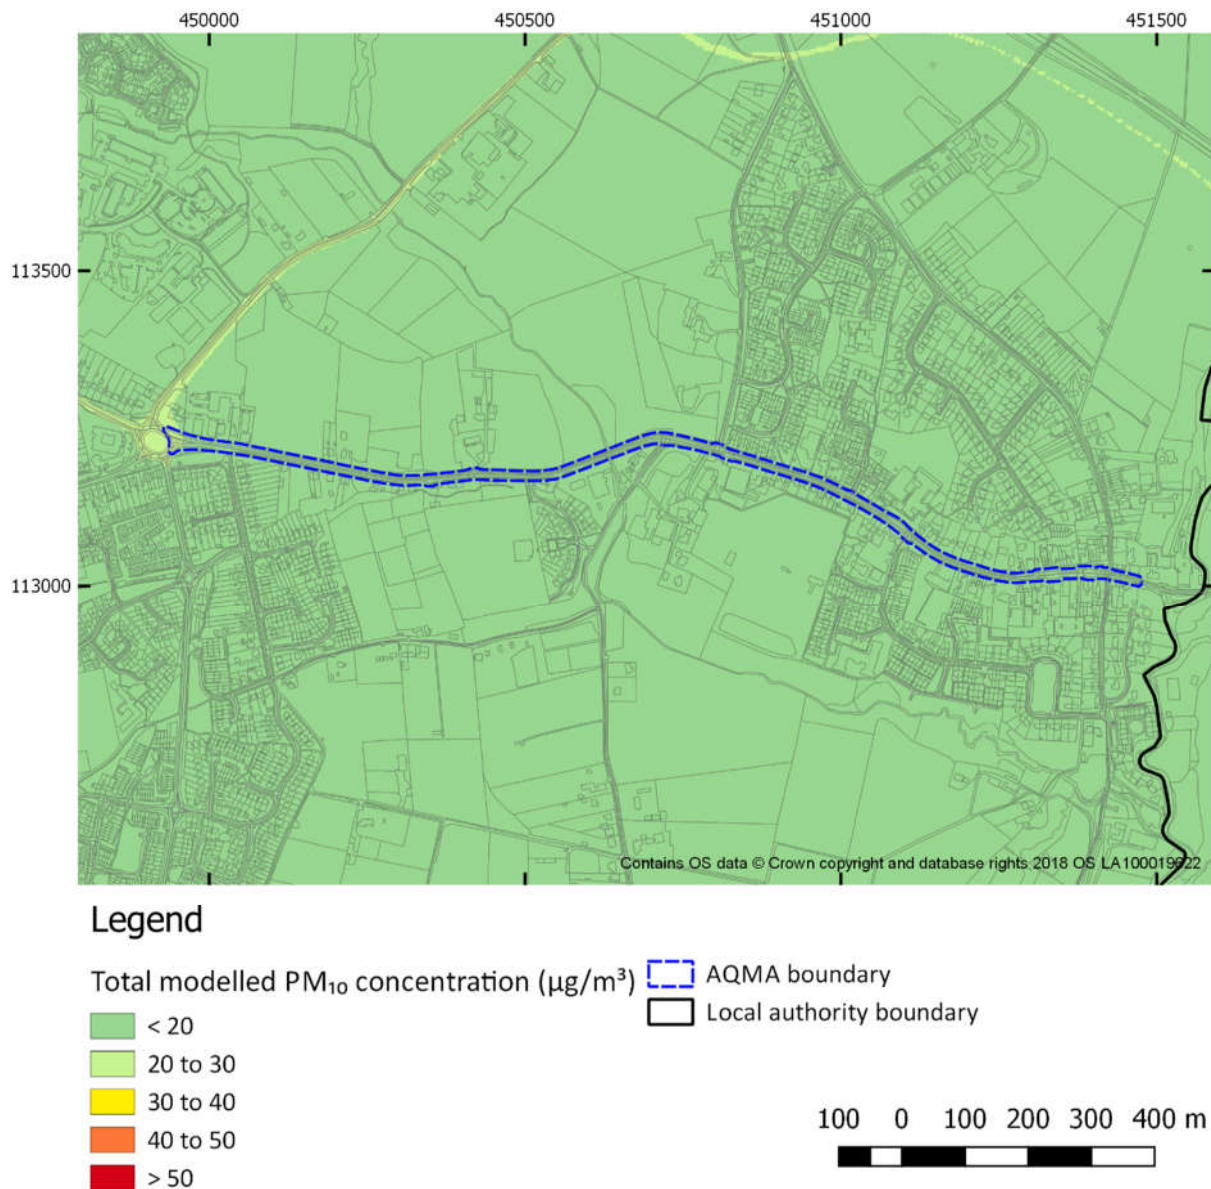 450000 450500 451000 451500
113500
113000
Contains OS data © Crown copyright and database rights 2018 OS LA100019622
Legend
Total modelled PM₁₀ concentration (µg/m³)
< 20
20 to 30
30 to 40
40 to 50
> 50
AQMA boundary
Local authority boundary
100 0 100 200 300 400 m